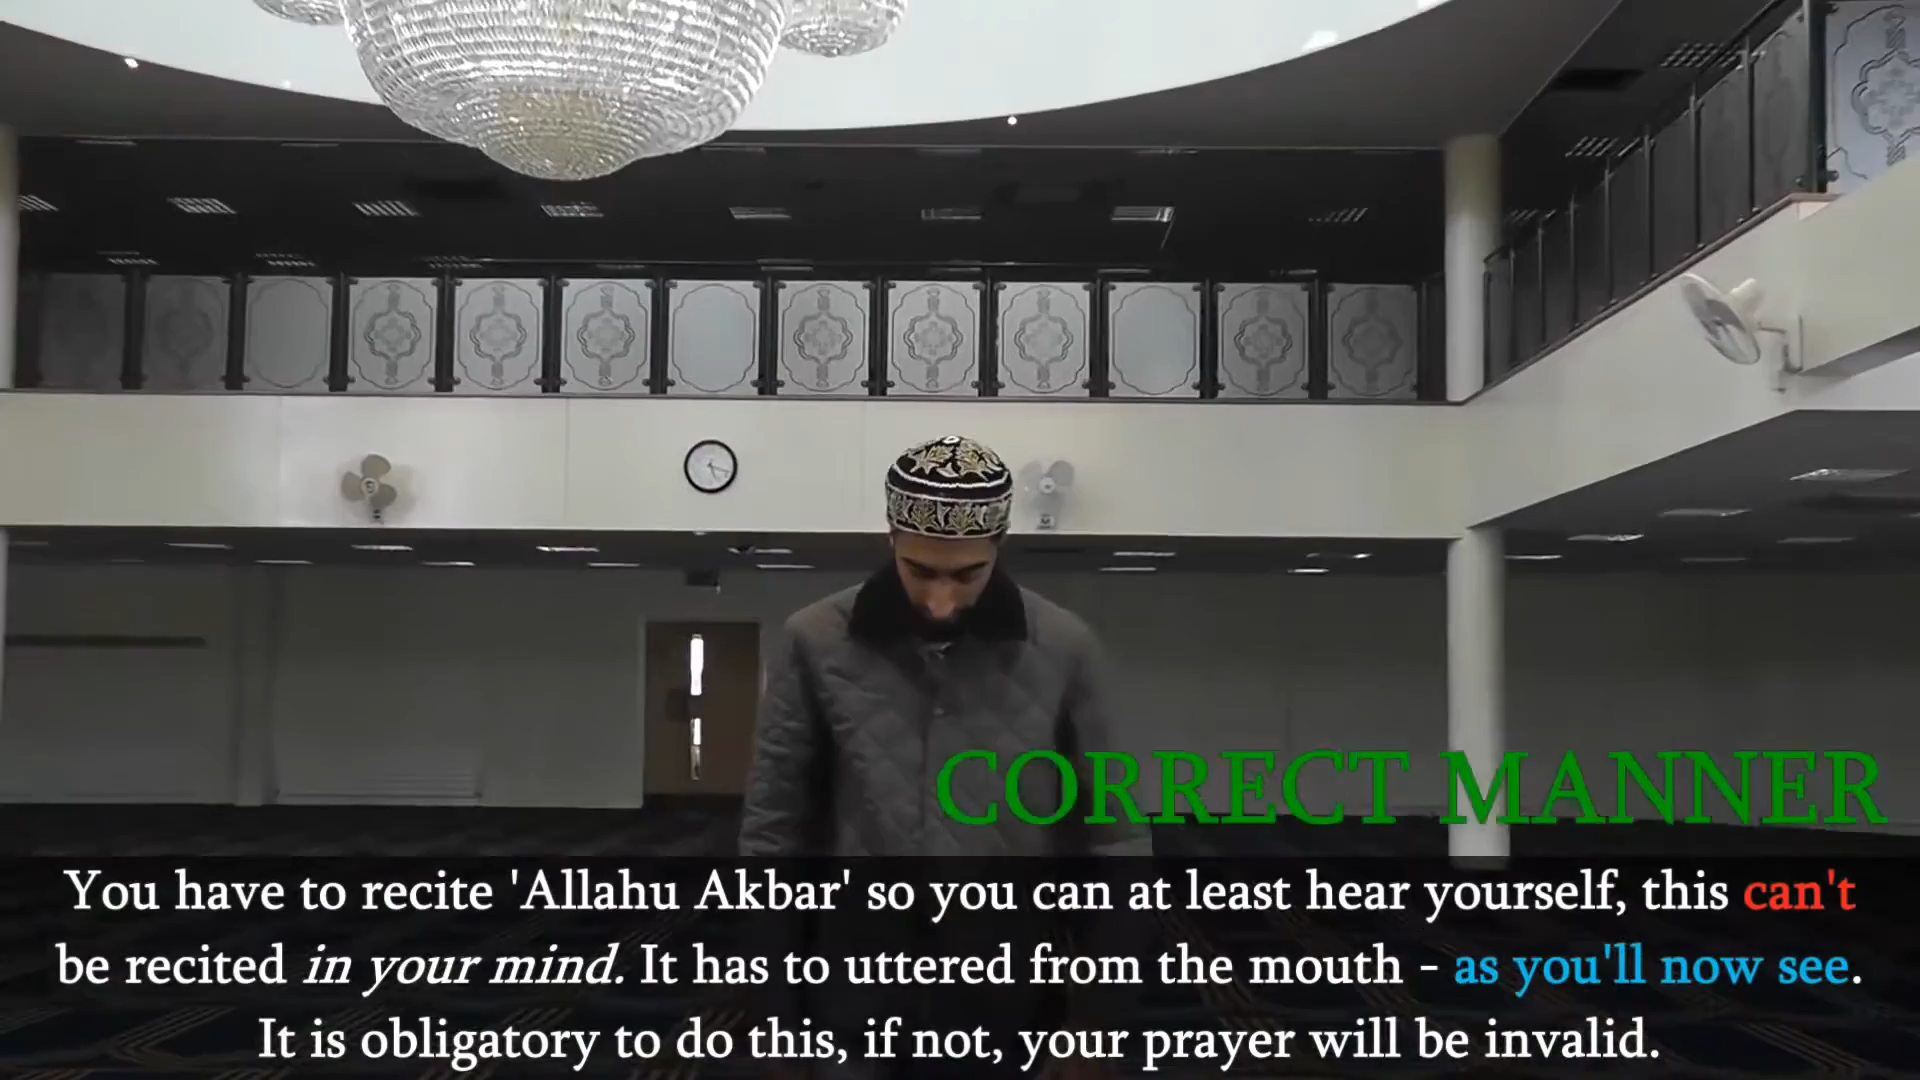 CORRECT MANNER
You have to recite 'Allahu Akbar' so you can at least hear yourself, this can't
be recited in your mind. It has to uttered from the mouth - as you'll now see.
It is obligatory to do this, if not, your prayer will be invalid.